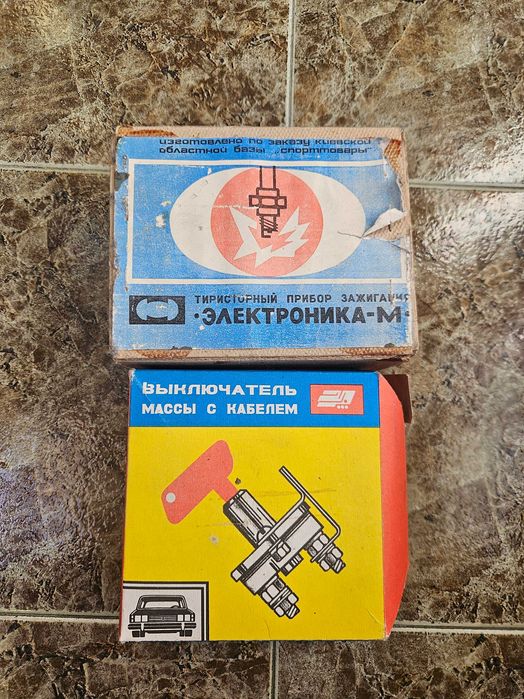 изготовлено по заказу киевской
областной базы „спорттовары"
ТИРИСТОРНЫЙ ПРИБОР ЗАЖИГАНИЯ
·ЭЛЕКТРОНИКА-М·
ВЫКЛЮЧАТЕЛЬ
МАССЫ С КАБЕЛЕМ